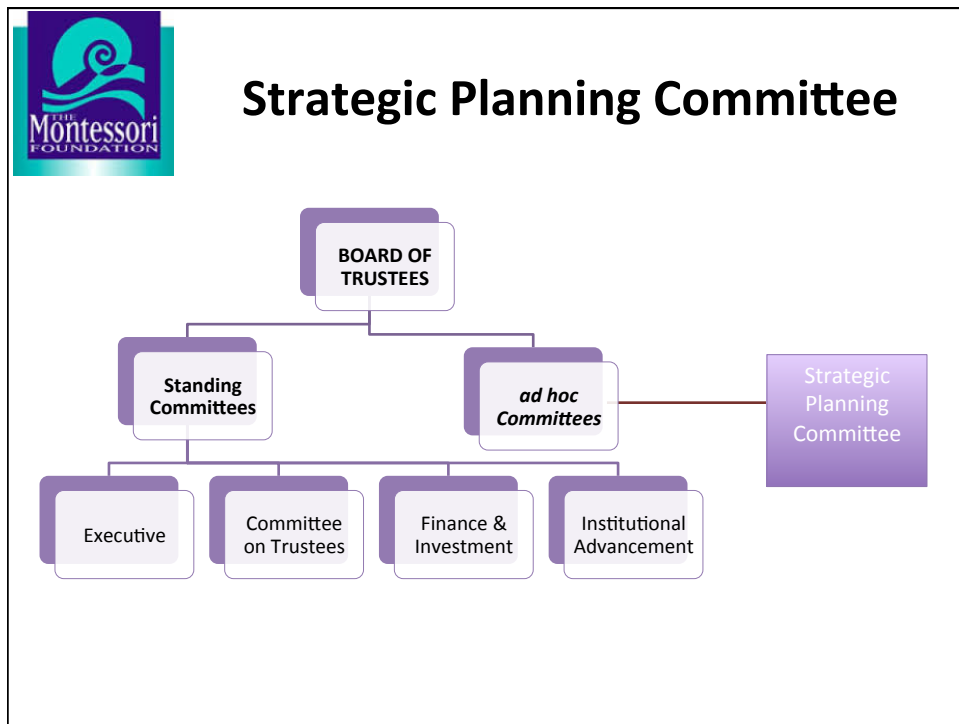 THE
Montessori
FOUNDATION
Strategic Planning Committee
BOARD OF
TRUSTEES
Standing
Committees
ad hoc
Committees
Strategic
Planning
Committee
Executive
Committee
on Trustees
Finance &
Investment
Institutional
Advancement